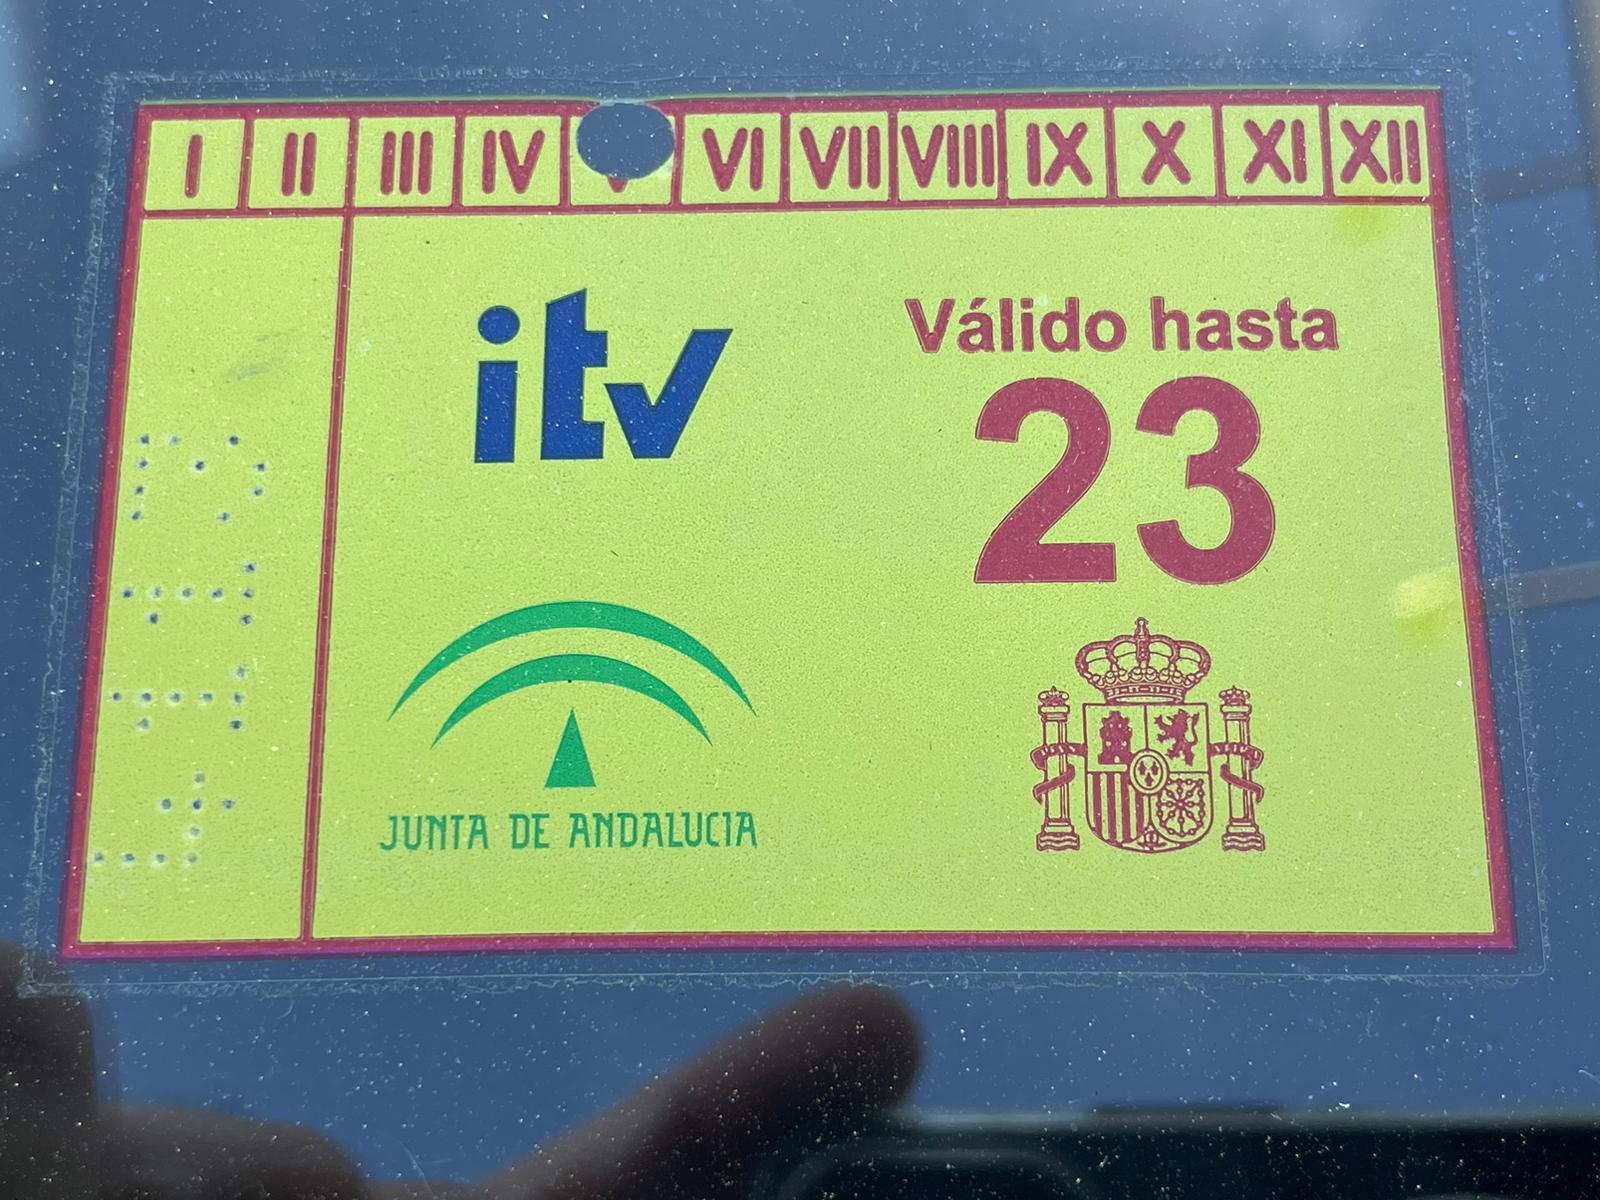 I II III IV V VI VII VIII IX X XI XII
itv
Válido hasta
23
JUNTA DE ANDALUCIA